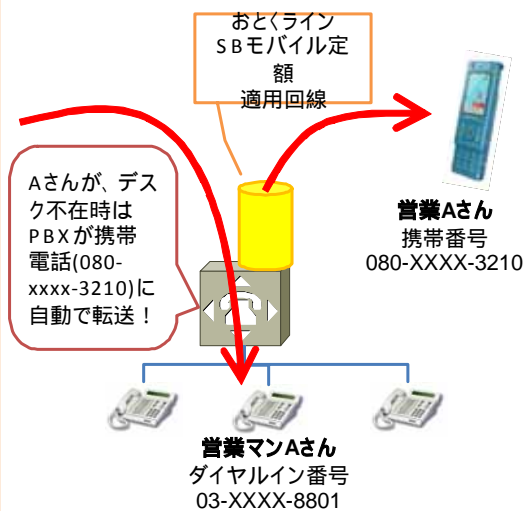 おとくライン
SBモバイル定
額
適用回線
Aさんが、デス
ク不在時は
PBXが携帯
電話(080-
xxxx-3210)に
自動で転送！
営業Aさん
携帯番号
080-XXXX-3210
営業マンAさん
ダイヤルイン番号
03-XXXX-8801